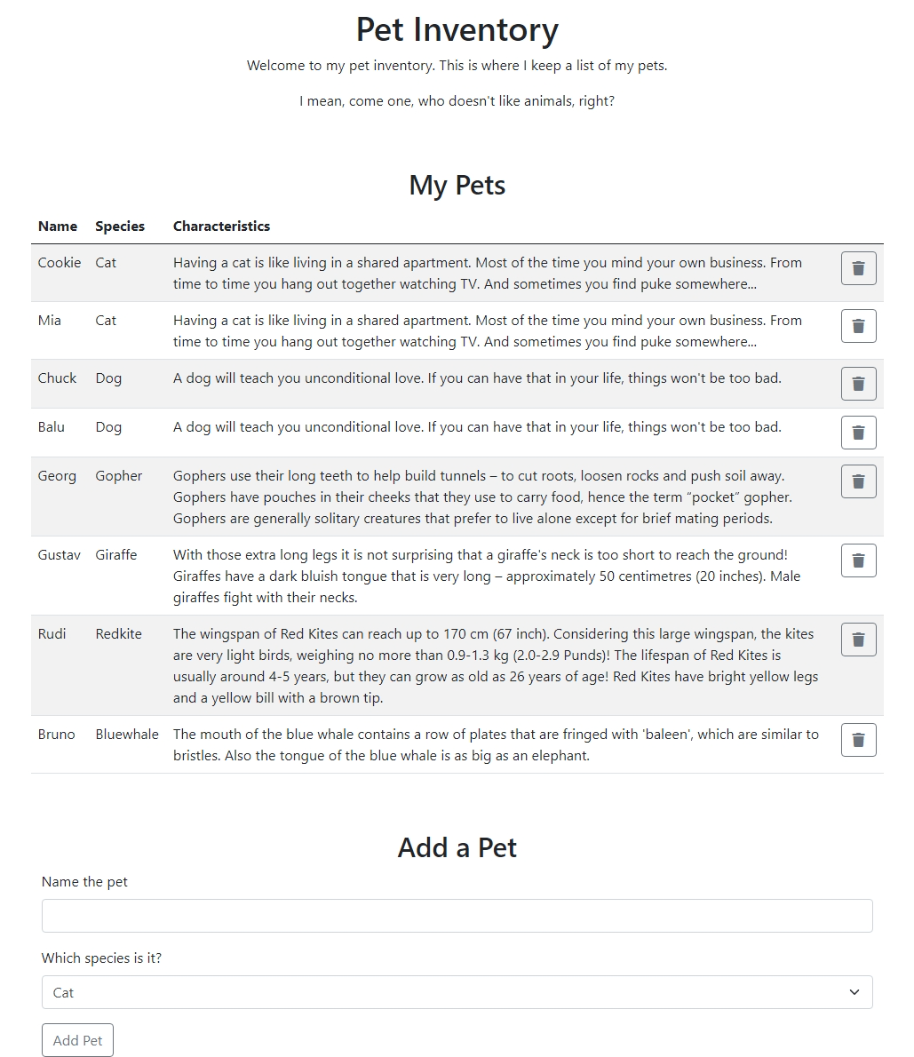 Pet Inventory
Welcome to my pet inventory. This is where I keep a list of my pets.
I mean, come one, who doesn't like animals, right?
My Pets
Name Species Characteristics
Cookie Cat Having a cat is like living in a shared apartment. Most of the time you mind your own business. From
time to time you hang out together watching TV. And sometimes you find puke somewhere...
Mia Cat Having a cat is like living in a shared apartment. Most of the time you mind your own business. From
time to time you hang out together watching TV. And sometimes you find puke somewhere...
Chuck Dog A dog will teach you unconditional love. If you can have that in your life, things won't be too bad.
Balu Dog A dog will teach you unconditional love. If you can have that in your life, things won't be too bad.
Georg Gopher Gophers use their long teeth to help build tunnels – to cut roots, loosen rocks and push soil away.
Gophers have pouches in their cheeks that they use to carry food, hence the term “pocket” gopher.
Gophers are generally solitary creatures that prefer to live alone except for brief mating periods.
Gustav Giraffe With those extra long legs it is not surprising that a giraffe's neck is too short to reach the ground!
Giraffes have a dark bluish tongue that is very long – approximately 50 centimetres (20 inches). Male
giraffes fight with their necks.
Rudi Redkite The wingspan of Red Kites can reach up to 170 cm (67 inch). Considering this large wingspan, the kites
are very light birds, weighing no more than 0.9-1.3 kg (2.0-2.9 Punds)! The lifespan of Red Kites is
usually around 4-5 years, but they can grow as old as 26 years of age! Red Kites have bright yellow legs
and a yellow bill with a brown tip.
Bruno Bluewhale The mouth of the blue whale contains a row of plates that are fringed with 'baleen', which are similar to
bristles. Also the tongue of the blue whale is as big as an elephant.
Add a Pet
Name the pet
Which species is it?
Cat
Add Pet